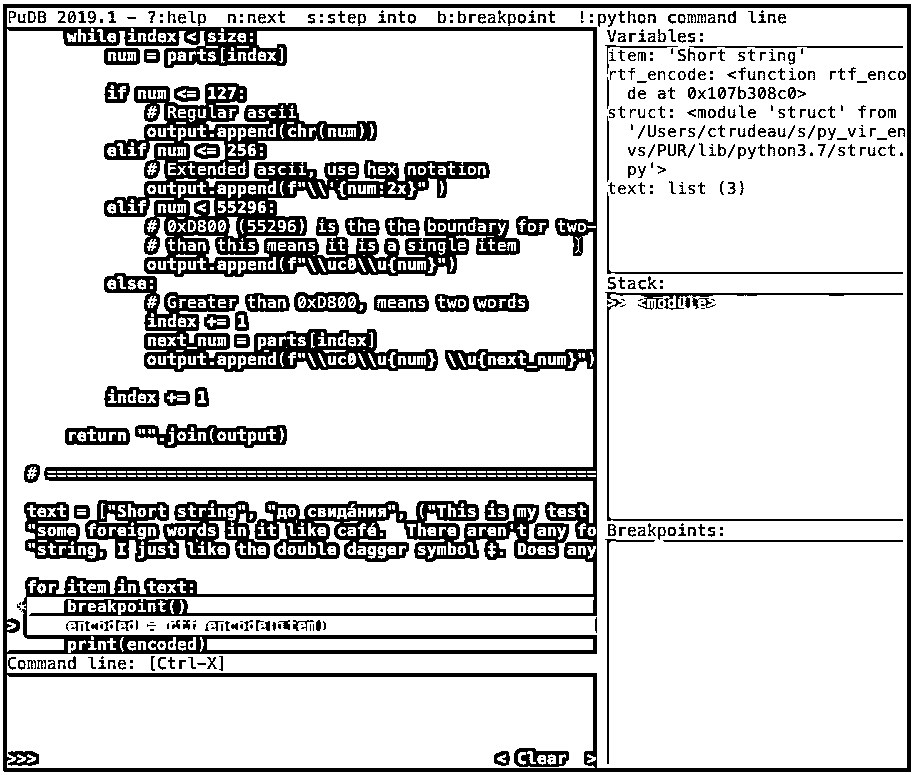 PuDB 2019.1 - ?:help  n:next  s:step into  b:breakpoint  !:python command line
while index < size:
num = parts[index]
if num <= 127:
# Regular ascii
output.append(chr(num))
elif num <= 256:
# Extended ascii, use hex notation
output.append(f"\\'{num:2x}" )
elif num < 55296:
# 0xD800 (55296) is the the boundary for two-
# than this means it is a single item
output.append(f"\\uc0\\u{num}")
else:
# Greater than 0xD800, means two words
index += 1
next_num = parts[index]
output.append(f"\\uc0\\u{num} \\u{next_num}")
index += 1
return "".join(output)
# ==========================================================
text = ["Short string", "до свида́ния", ("This is my test
"some foreign words in it like café.  There aren't any fo
"string, I just like the double dagger symbol ‡. Does any
for item in text:
breakpoint()
> encoded = rtf_encode(item)
print(encoded)
Command line: [Ctrl-X]
>>>
< Clear  >
Variables:
item: 'Short string'
rtf_encode: <function rtf_enco
de at 0x107b308c0>
struct: <module 'struct' from
'/Users/ctrudeau/s/py_vir_en
vs/PUR/lib/python3.7/struct.
py'>
text: list (3)
Stack:
>> <module>
Breakpoints: